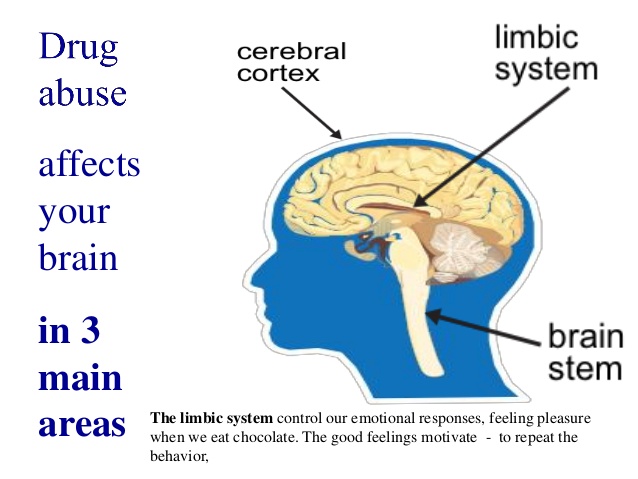 Drug
abuse
affects
your
brain
in 3
main
areas
cerebral
cortex
limbic
system
brain
stem
The limbic system control our emotional responses, feeling pleasure
when we eat chocolate. The good feelings motivate  -  to repeat the
behavior,